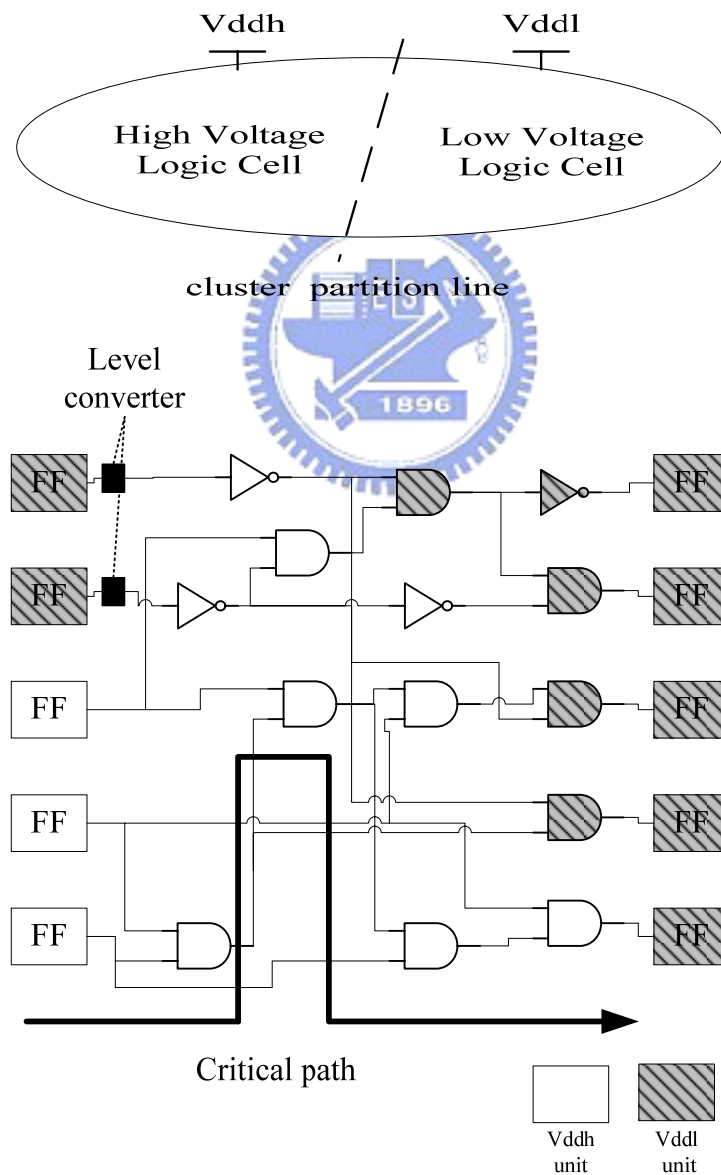 Vddh
Vddl
High Voltage
Logic Cell
Low Voltage
Logic Cell
cluster partition line
ES
1896
Level
converter
FF
FF
FF
FF
FF
FF
FF
FF
FF
FF
Critical path
Vddh
unit
Vddl
unit